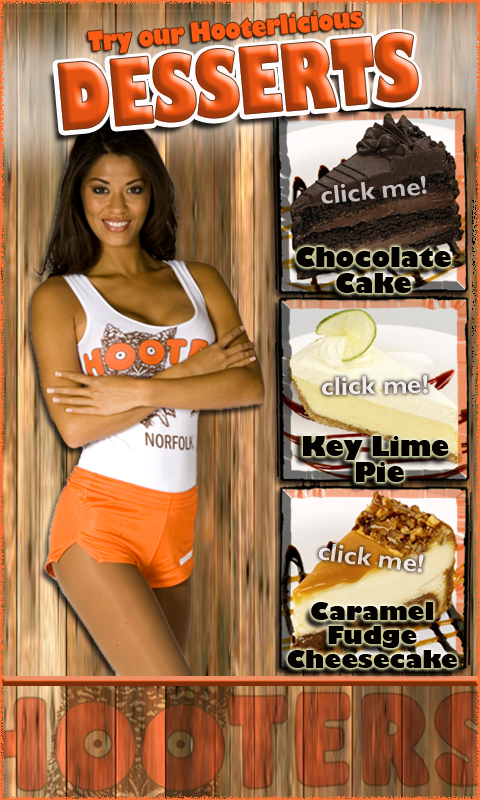 Try our Hooterlicious
DESSERTS
click me!
Chocolate
Cake
click me!
Key Lime
Pie
HOOTE
NORFOLK
click me!
Caramel
Fudge
Cheesecake
HOOTERS